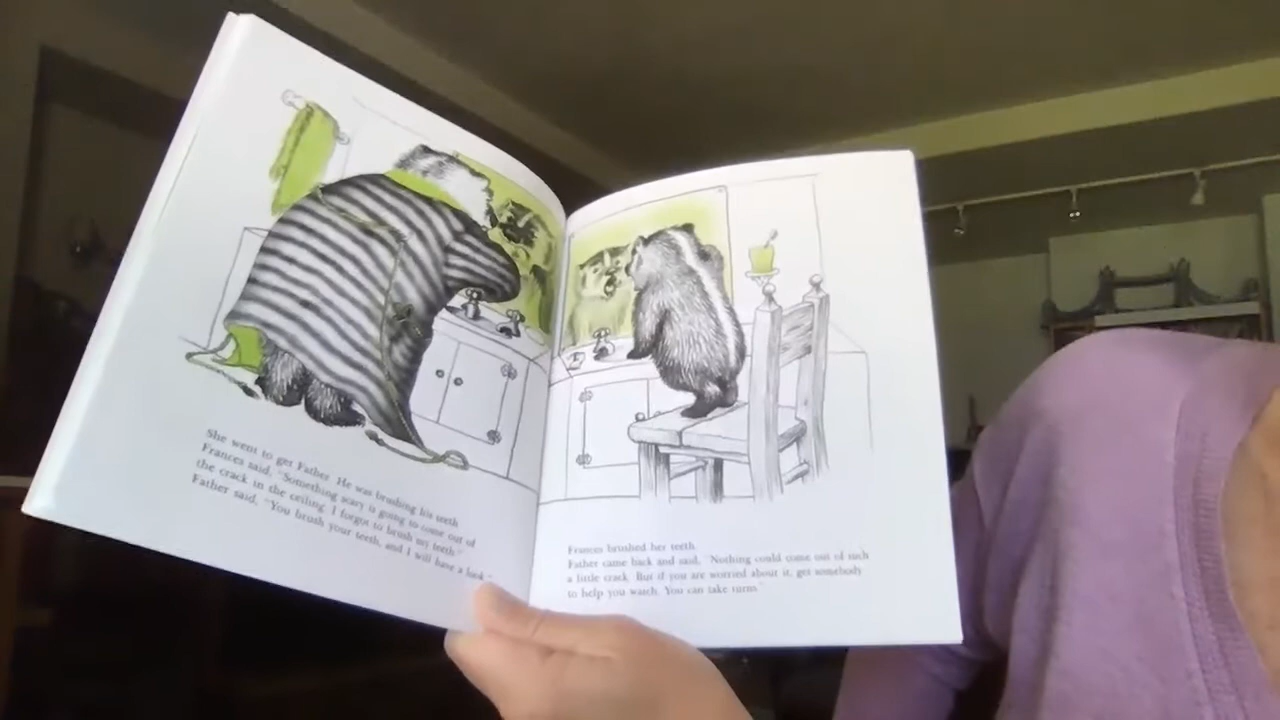 She went to get Father. He was brushing his teeth.
Frances said, "Something scary is going to come out of
the crack in the ceiling. I forgot to brush my teeth."
Father said, "You brush your teeth, and I will have a look."
Frances brushed her teeth.
Father came back and said, "Nothing could come out of such
a little crack. But if you are worried about it, get somebody
to help you watch. You can take turns."